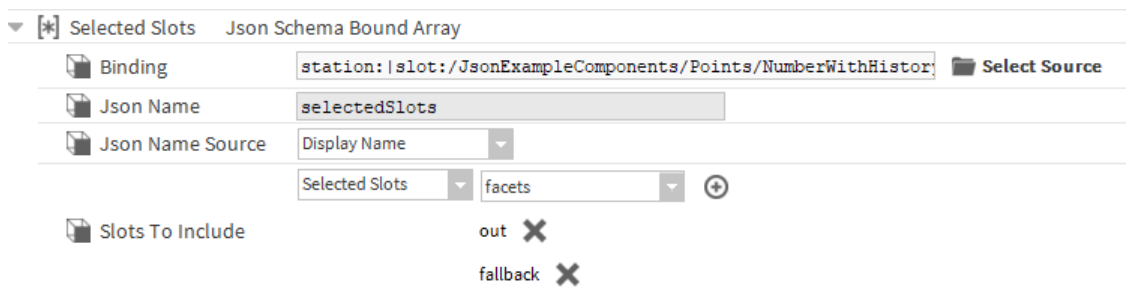 Selected Slots Json Schema Bound Array
Binding station:|slot:/JsonExampleComponents/Points/NumberWithHistory Select Source
Json Name selectedSlots
Json Name Source Display Name
Selected Slots facets
Slots To Include out
fallback